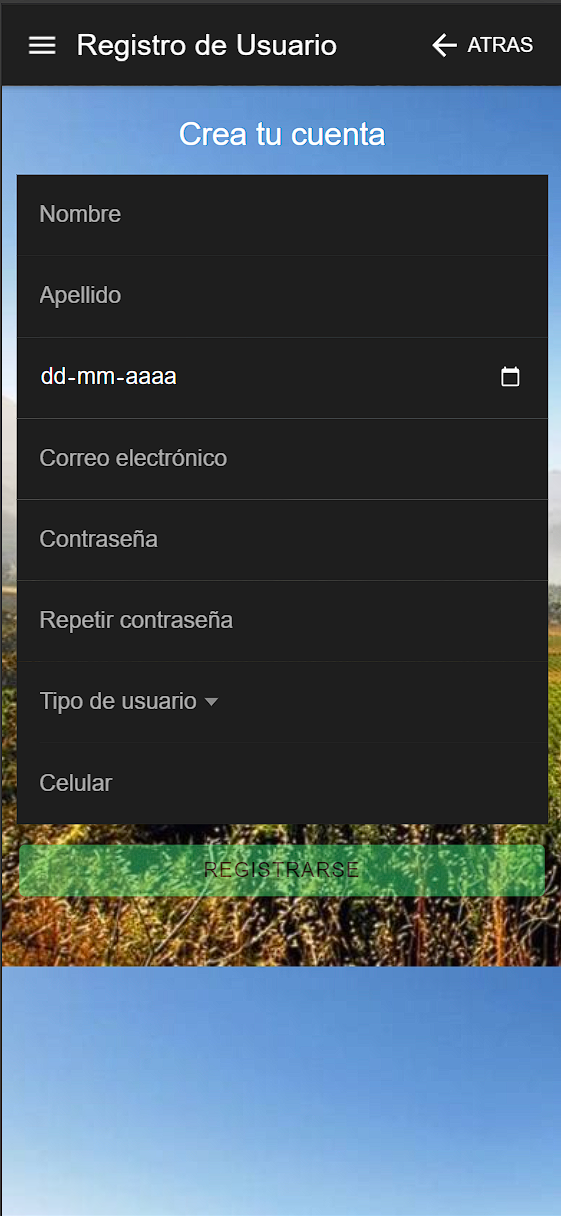 Registro de Usuario ATRAS
Crea tu cuenta
Nombre
Apellido
dd-mm-aaaa
Correo electrónico
Contraseña
Repetir contraseña
Tipo de usuario
Celular
REGISTRARSE